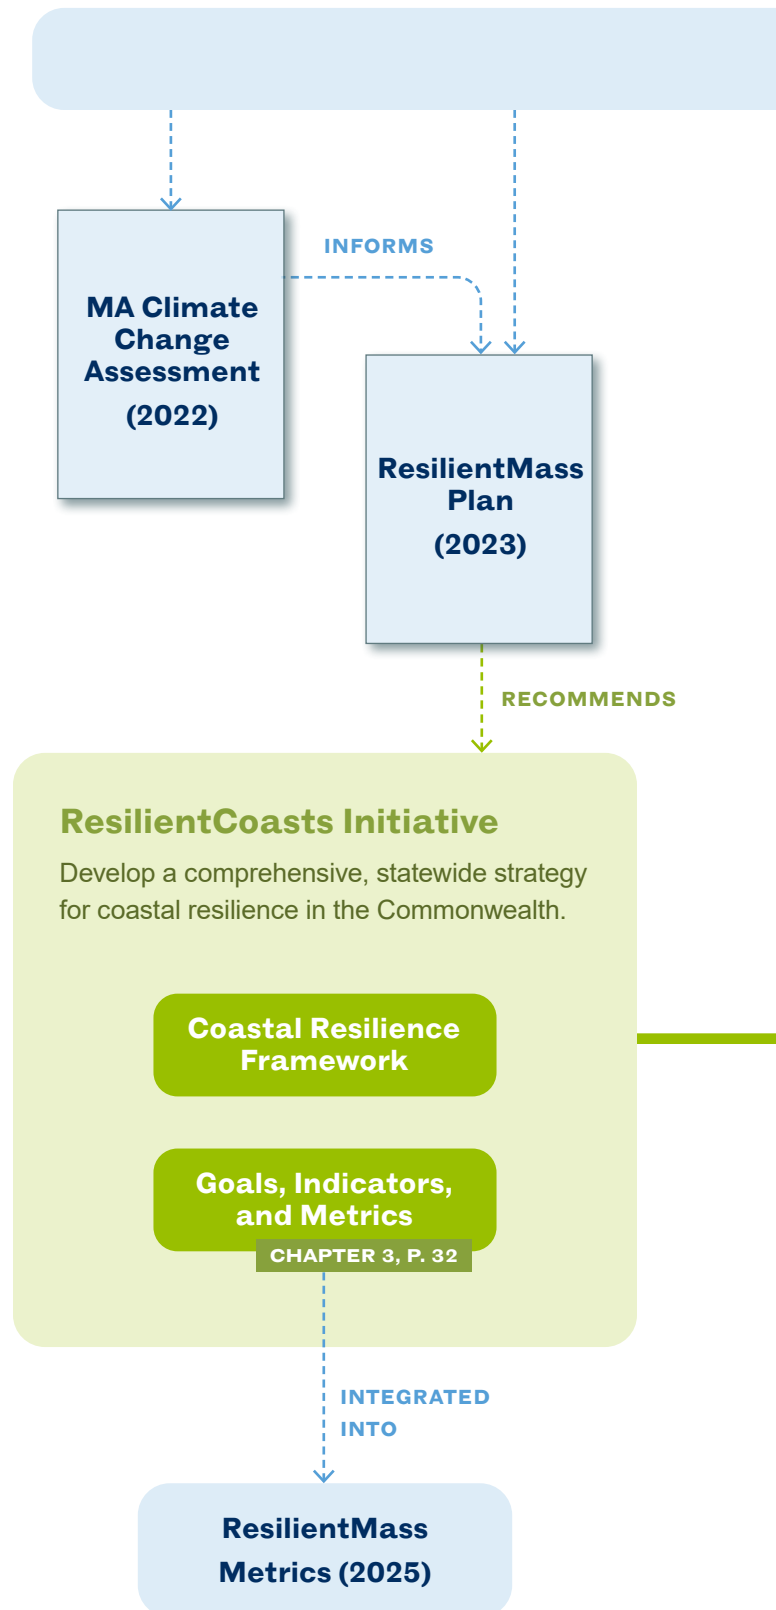 INFORMS
MA Climate
Change
Assessment
(2022)
ResilientMass
Plan
(2023)
RECOMMENDS
ResilientCoasts Initiative
Develop a comprehensive, statewide strategy
for coastal resilience in the Commonwealth.
Coastal Resilience
Framework
Goals, Indicators,
and Metrics
CHAPTER 3, P. 32
INTEGRATED
INTO
ResilientMass
Metrics (2025)